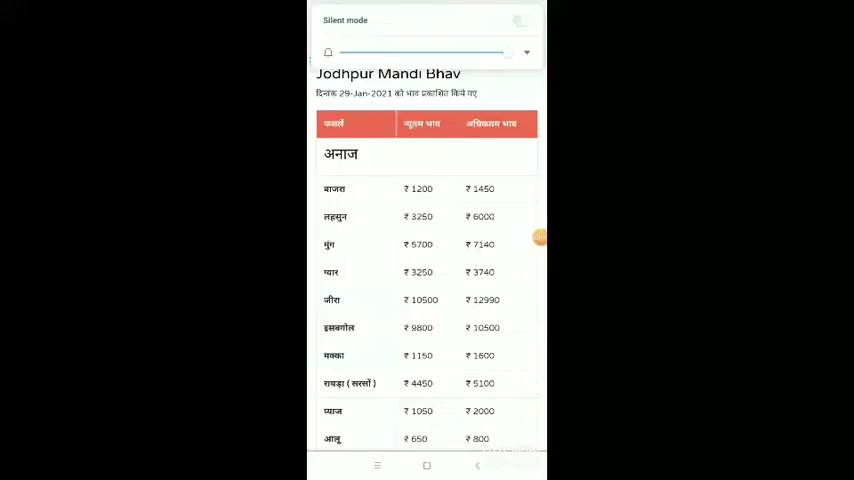 Silent mode
Jodhpur Mandi Bhav
दिनांक 29-Jan-2021 को भाव प्रकाशित किये गए
फसलें न्यूतम भाव अधिकतम भाव
अनाज
बाजरा ₹ 1200 ₹ 1450
लहसुन ₹ 3250 ₹ 6000
मुंग ₹ 5700 ₹ 7140
ग्वार ₹ 3250 ₹ 3740
जीरा ₹ 10500 ₹ 12990
इसबगोल ₹ 9800 ₹ 10500
मक्का ₹ 1150 ₹ 1600
रायड़ा ( सरसों ) ₹ 4450 ₹ 5100
प्याज ₹ 1050 ₹ 2000
आलू ₹ 650 ₹ 800